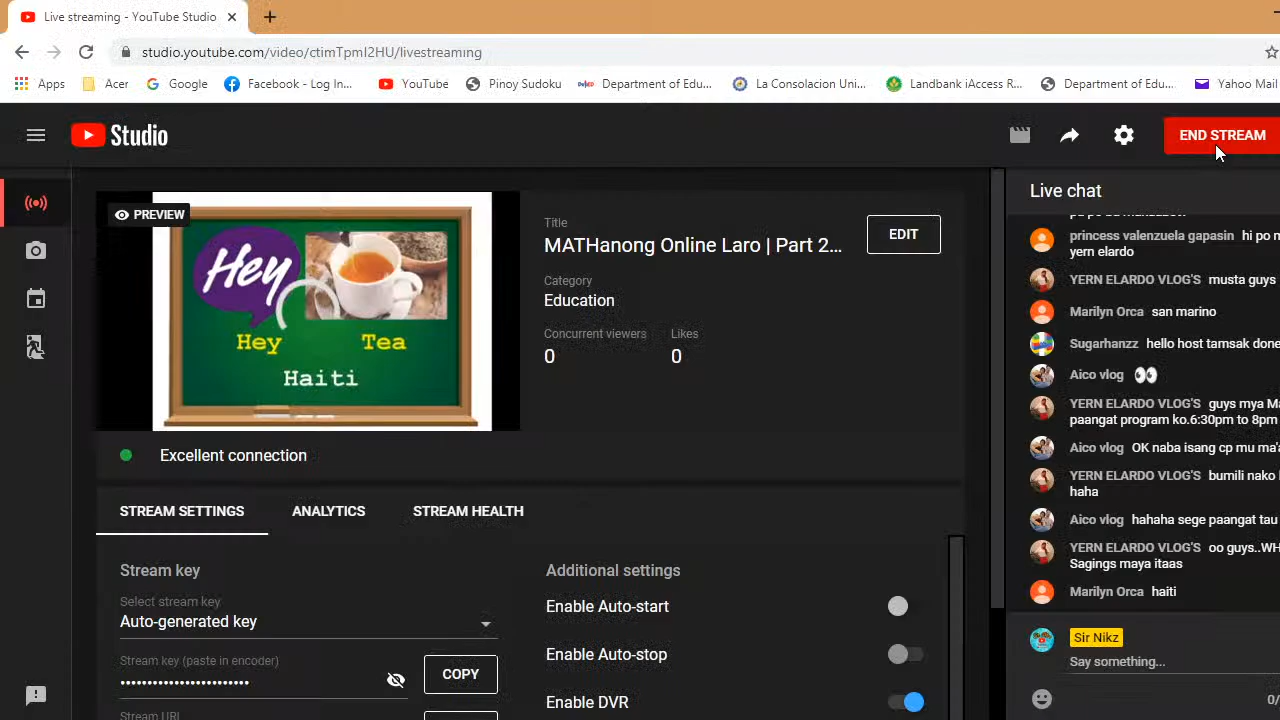 Live streaming - YouTube Studio
studio.youtube.com/video/ctimTpmI2HU/livestreaming
Apps Acer Google Facebook - Log In... YouTube Pinoy Sudoku Department of Edu... La Consolacion Uni... Landbank iAccess R... Department of Edu... Yahoo Mail
Studio
END STREAM
PREVIEW
Hey
Hey Tea
Haiti
Title
MATHanong Online Laro | Part 2...
EDIT
Category
Education
Concurrent viewers Likes
0 0
Excellent connection
STREAM SETTINGS ANALYTICS STREAM HEALTH
Stream key
Select stream key
Auto-generated key
Stream key (paste in encoder)
•••••••••••••••••••••••
COPY
Stream URL
Additional settings
Enable Auto-start
Enable Auto-stop
Enable DVR
Live chat
princess valenzuela gapasin hi po
yern elardo
YERN ELARDO VLOG'S musta guys
Marilyn Orca san marino
Sugarhanzz hello host tamsak done
Aico vlog 👀
YERN ELARDO VLOG'S guys mya
paangat program ko.6:30pm to 8pm
Aico vlog OK naba isang cp mu ma'a
YERN ELARDO VLOG'S bumili nako
haha
Aico vlog hahaha sege paangat tau
YERN ELARDO VLOG'S oo guys..WH
Sagings maya itaas
Marilyn Orca haiti
Sir Nikz
Say something...
0/